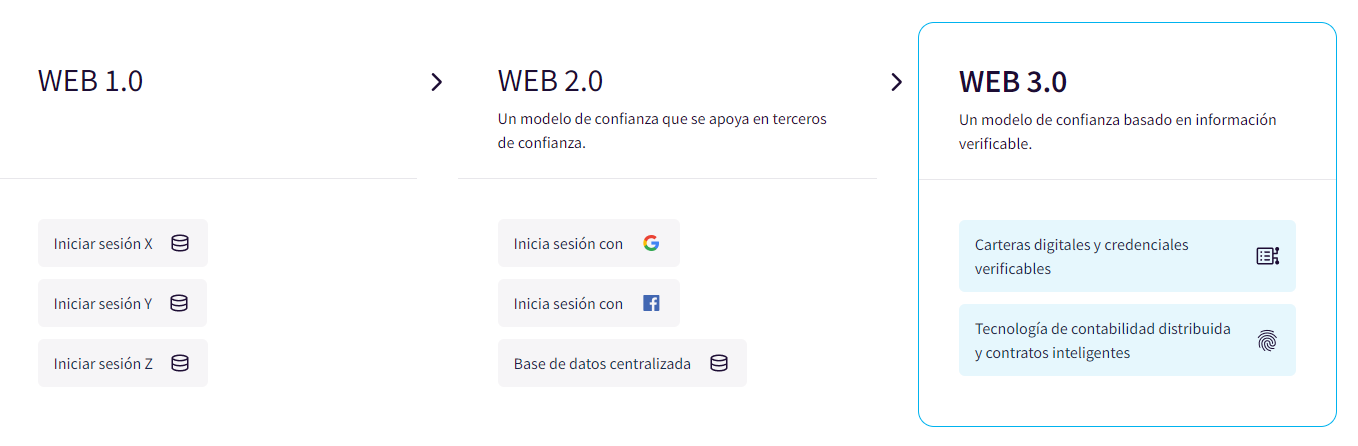 WEB 1.0
Iniciar sesión X
Iniciar sesión Y
Iniciar sesión Z
WEB 2.0
Un modelo de confianza que se apoya en terceros
de confianza.
Inicia sesión con
Inicia sesión con
Base de datos centralizada
WEB 3.0
Un modelo de confianza basado en información
verificable.
Carteras digitales y credenciales
verificables
Tecnología de contabilidad distribuida
y contratos inteligentes